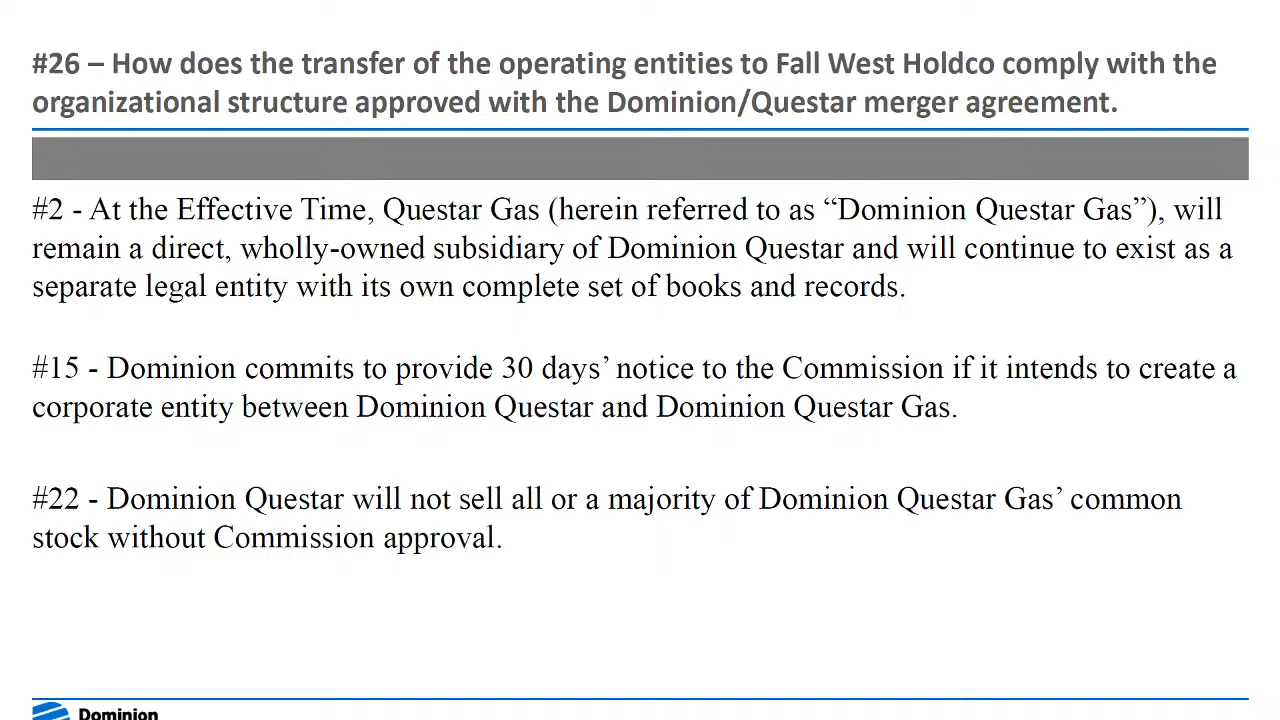 #26 – How does the transfer of the operating entities to Fall West Holdco comply with the
organizational structure approved with the Dominion/Questar merger agreement.
#2 - At the Effective Time, Questar Gas (herein referred to as “Dominion Questar Gas”), will
remain a direct, wholly-owned subsidiary of Dominion Questar and will continue to exist as a
separate legal entity with its own complete set of books and records.
#15 - Dominion commits to provide 30 days’ notice to the Commission if it intends to create a
corporate entity between Dominion Questar and Dominion Questar Gas.
#22 - Dominion Questar will not sell all or a majority of Dominion Questar Gas’ common
stock without Commission approval.
Dominion